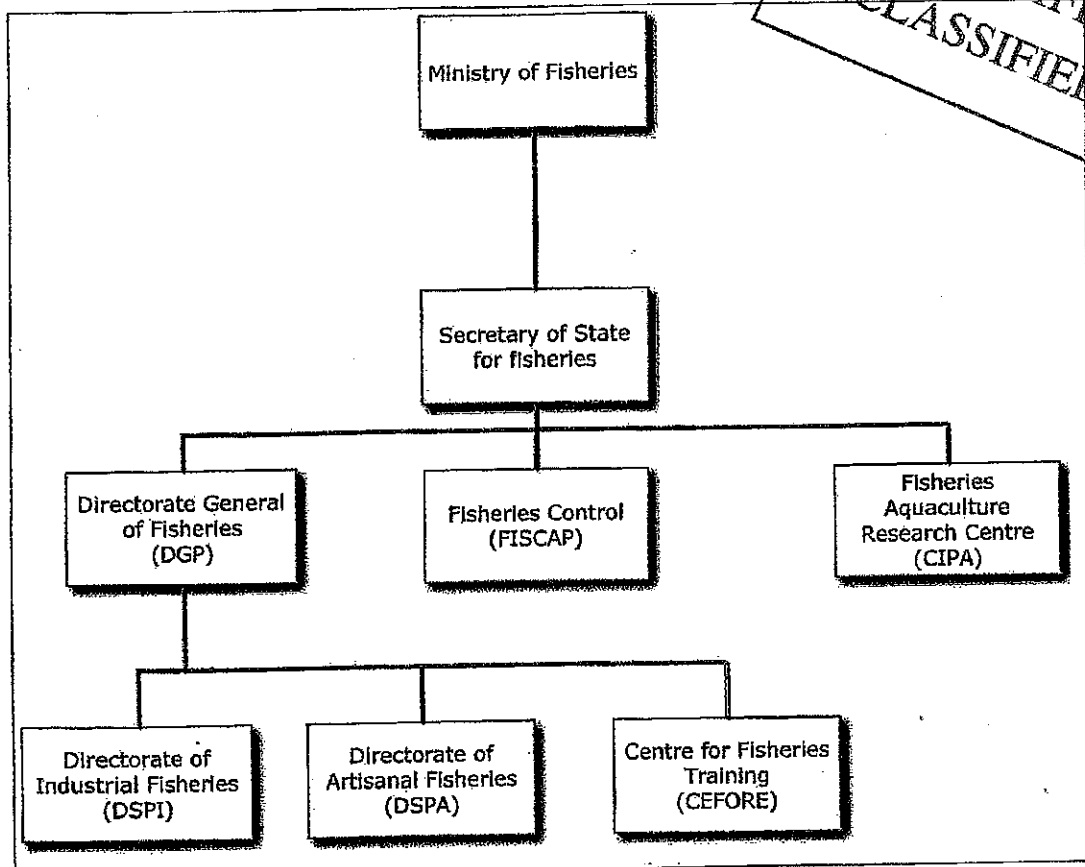 CLASSIFIED
Ministry of Fisheries
Secretary of State
for fisheries
Directorate General
of Fisheries
(DGP)
Fisheries Control
(FISCAP)
Fisheries
Aquaculture
Research Centre
(CIPA)
Directorate of
Industrial Fisheries
(DSPI)
Directorate of
Artisanal Fisheries
(DSPA)
Centre for Fisheries
Training
(CEFORE)